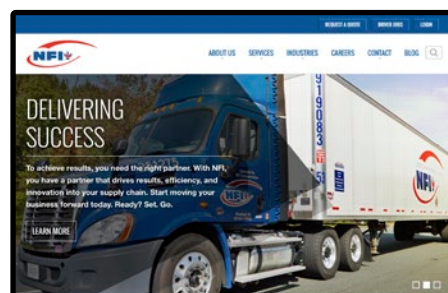 REQUEST A QUOTE DRIVER JOBS LOGIN
NFI
ABOUT US SERVICES INDUSTRIES CAREERS CONTACT BLOG
DELIVERING
SUCCESS
To achieve results, you need the right partner. With NFI,
you have a partner that drives results, efficiency, and
innovation into your supply chain. Start moving your
business forward today. Ready? Set. Go.
LEARN MORE
919083
NFI
NFI